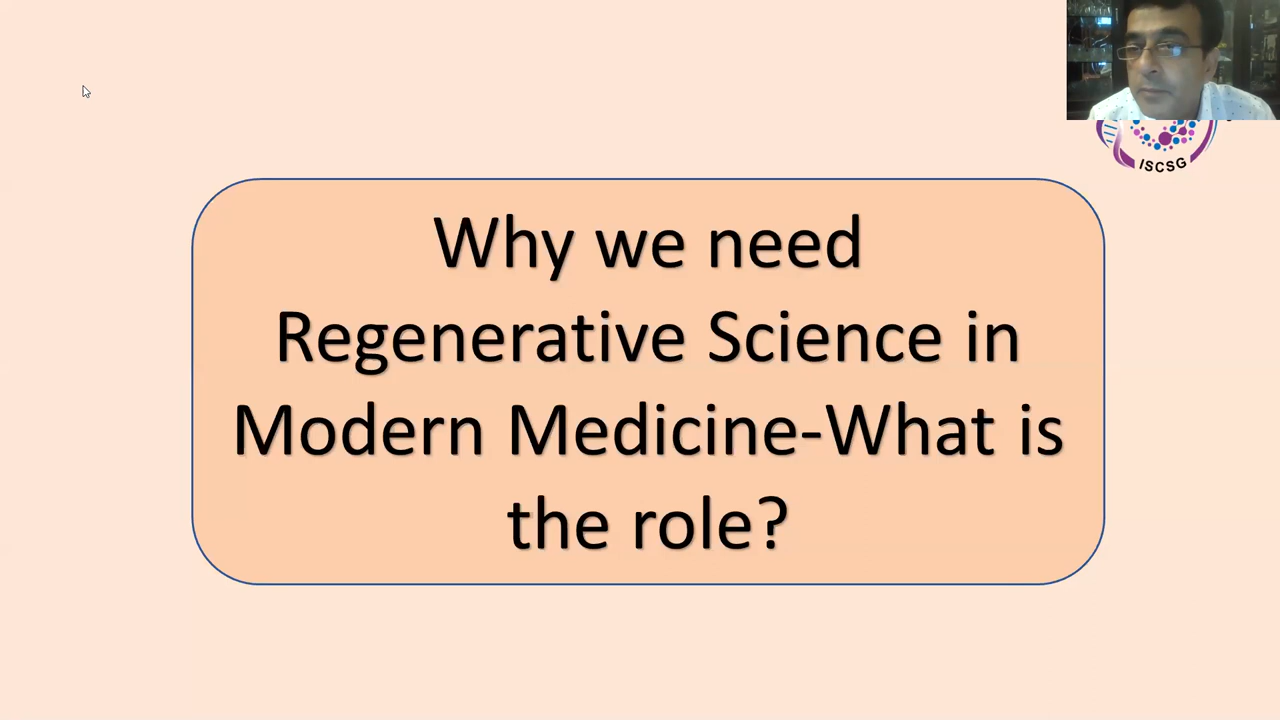 ISCSG
Why we need
Regenerative Science in
Modern Medicine-What is
the role?